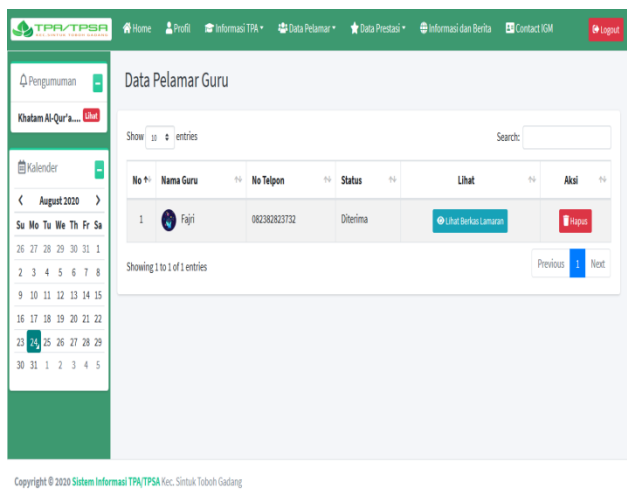 TPA/TPSA
KEC. SINTUK TOBOH GADANG
Home Profil Informasi TPA Data Pelamar Data Prestasi Informasi dan Berita Contact IGM Logout
Pengumuman
Khatam Al-Qur'a.... Lihat
Kalender
August 2020
Su Mo Tu We Th Fr Sa
26 27 28 29 30 31 1
2 3 4 5 6 7 8
9 10 11 12 13 14 15
16 17 18 19 20 21 22
23 24 25 26 27 28 29
30 31 1 2 3 4 5
Data Pelamar Guru
Show 10 entries Search:
No Nama Guru No Telpon Status Lihat Aksi
1 Fajri 082382823732 Diterima Lihat Berkas Lamaran Hapus
Showing 1 to 1 of 1 entries Previous 1 Next
Copyright © 2020 Sistem Informasi TPA/TPSA Kec. Sintuk Toboh Gadang